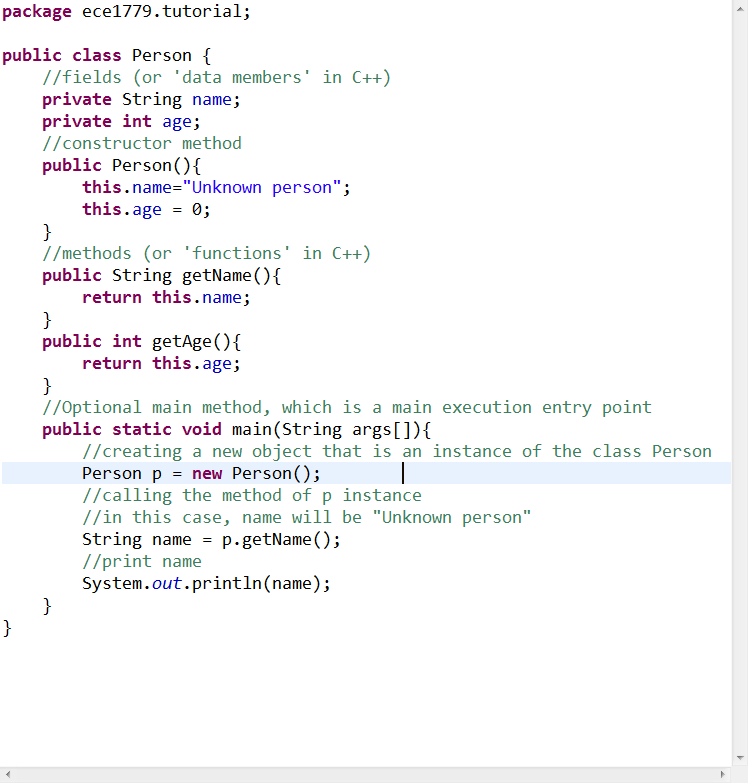 package ece1779.tutorial;

public class Person {
    //fields (or 'data members' in C++)
    private String name;
    private int age;
    //constructor method
    public Person(){
        this.name="Unknown person";
        this.age = 0;
    }
    //methods (or 'functions' in C++)
    public String getName(){
        return this.name;
    }
    public int getAge(){
        return this.age;
    }
    //Optional main method, which is a main execution entry point
    public static void main(String args[]){
        //creating a new object that is an instance of the class Person
        Person p = new Person();
        //calling the method of p instance
        //in this case, name will be "Unknown person"
        String name = p.getName();
        //print name
        System.out.println(name);
    }
}